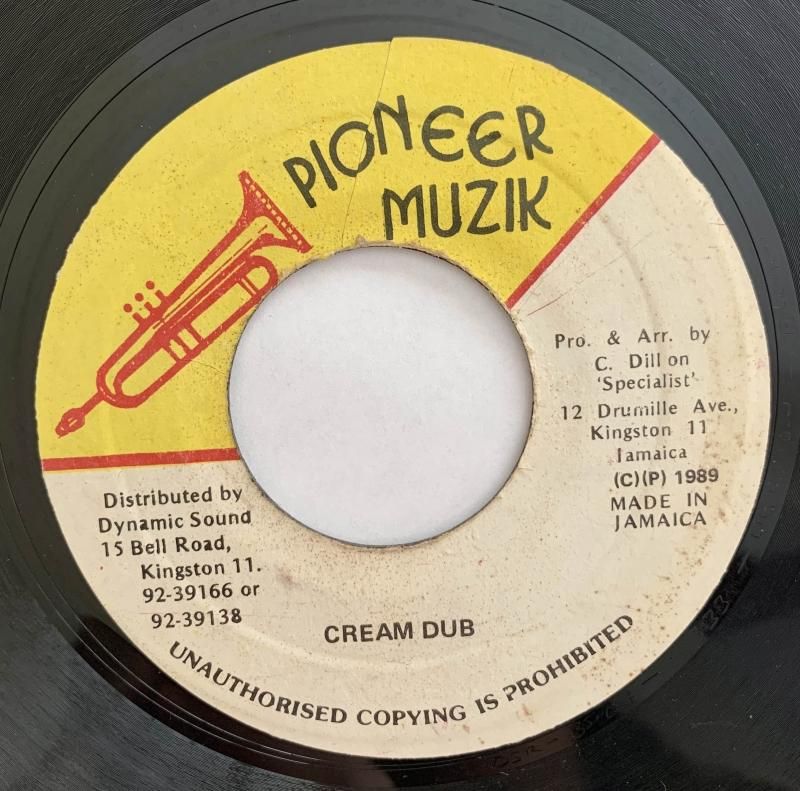 PIONEER
MUZIK
Pro. & Arr. by
C. Dillon
'Specialist'
12 Drumille Ave.,
Kingston 11
Jamaica
(C)(P) 1989
MADE IN
JAMAICA
Distributed by
Dynamic Sound
15 Bell Road,
Kingston 11.
92-39166 or
92-39138
CREAM DUB
UNAUTHORISED COPYING IS PROHIBITED